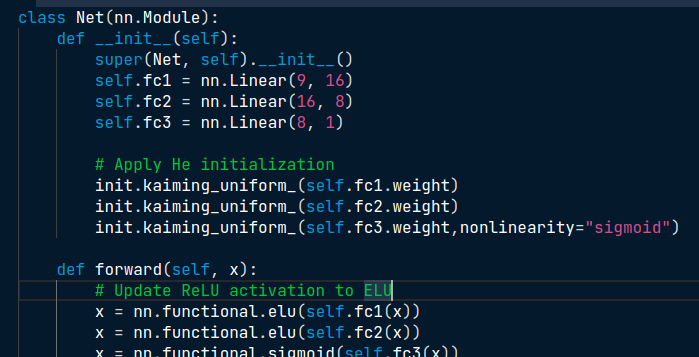 class Net(nn.Module):
    def __init__(self):
        super(Net, self).__init__()
        self.fc1 = nn.Linear(9, 16)
        self.fc2 = nn.Linear(16, 8)
        self.fc3 = nn.Linear(8, 1)

        # Apply He initialization
        init.kaiming_uniform_(self.fc1.weight)
        init.kaiming_uniform_(self.fc2.weight)
        init.kaiming_uniform_(self.fc3.weight,nonlinearity="sigmoid")

    def forward(self, x):
        # Update ReLU activation to ELU
        x = nn.functional.elu(self.fc1(x))
        x = nn.functional.elu(self.fc2(x))
        x = nn.functional.sigmoid(self.fc3(x))